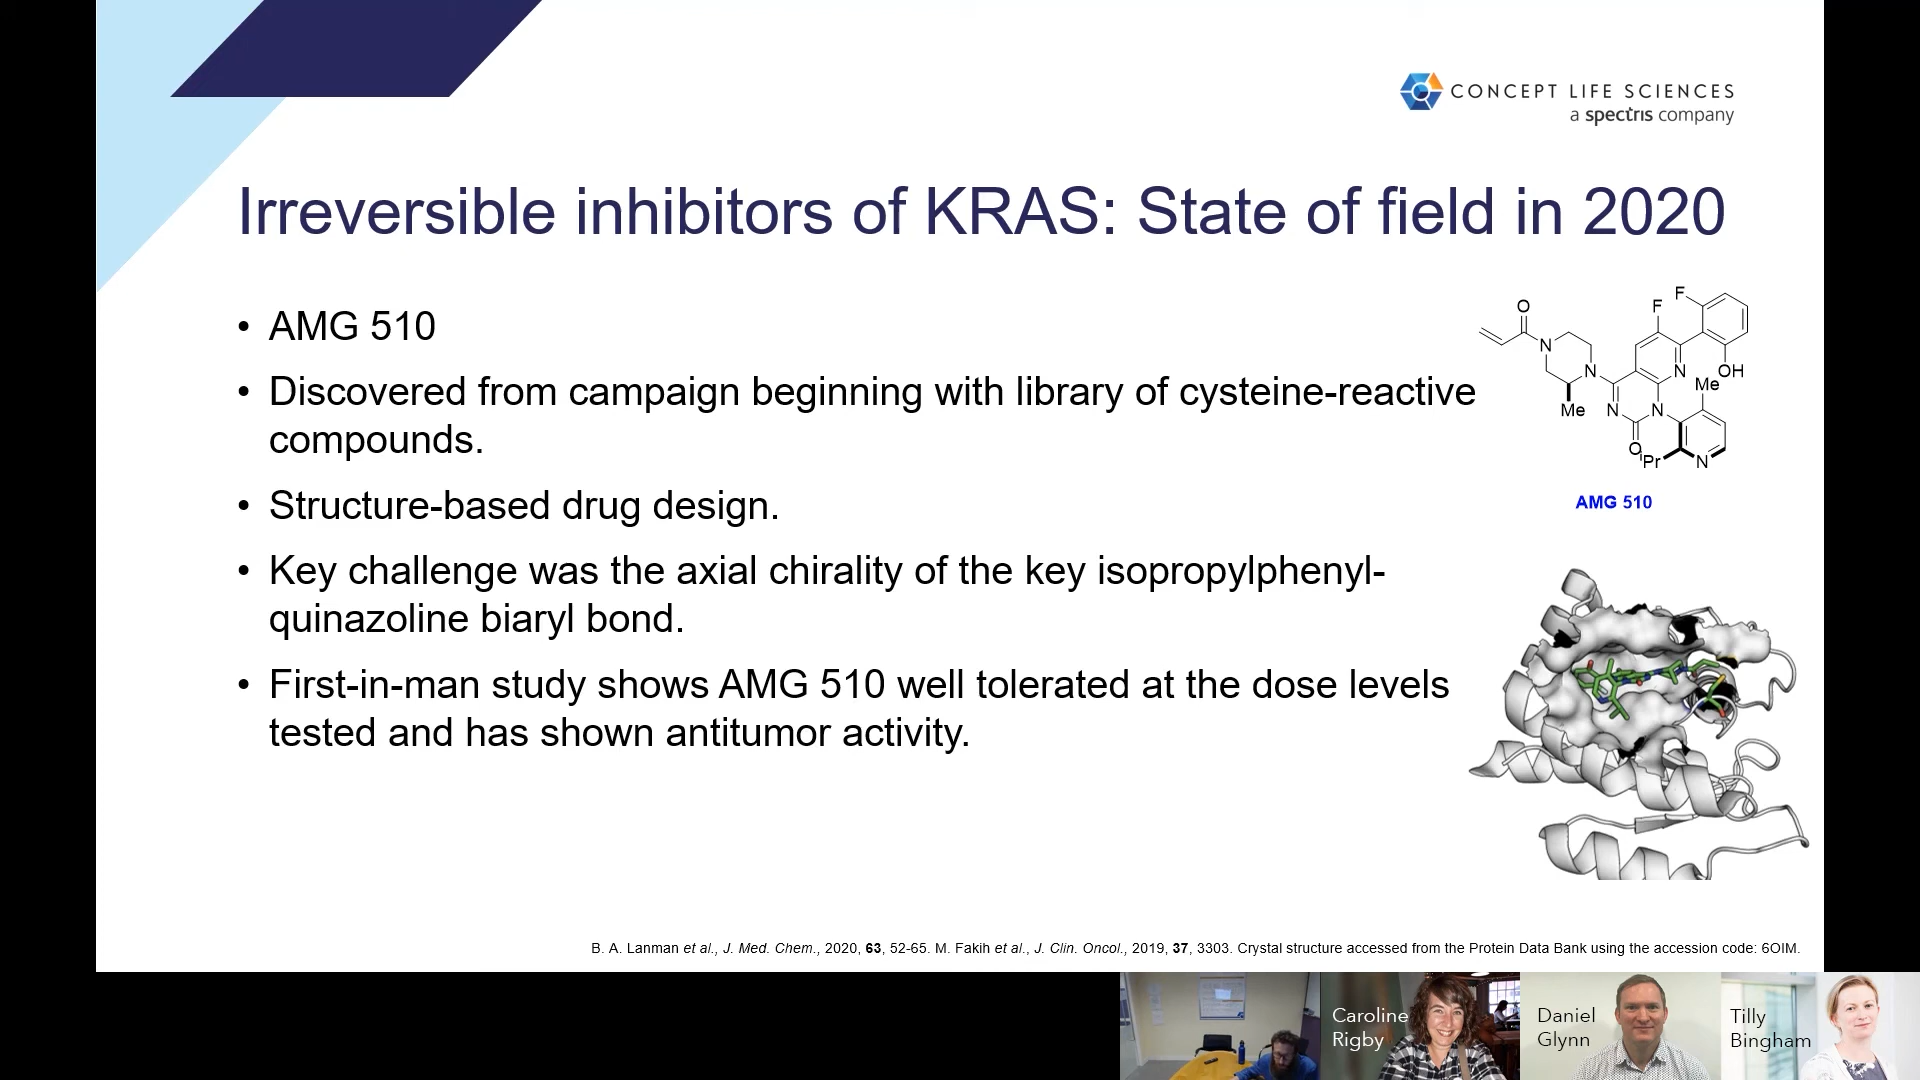 CONCEPT LIFE SCIENCES
a spectris company
Irreversible inhibitors of KRAS: State of field in 2020
• AMG 510
• Discovered from campaign beginning with library of cysteine-reactive
compounds.
• Structure-based drug design.
• Key challenge was the axial chirality of the key isopropylphenyl-
quinazoline biaryl bond.
• First-in-man study shows AMG 510 well tolerated at the dose levels
tested and has shown antitumor activity.
F
F
O
N
N
N
OH
Me
Me
N
N
O
iPr
N
AMG 510
B. A. Lanman et al., J. Med. Chem., 2020, 63, 52-65. M. Fakih et al., J. Clin. Oncol., 2019, 37, 3303. Crystal structure accessed from the Protein Data Bank using the accession code: 6OIM.
Caroline
Rigby
Daniel
Glynn
Tilly
Bingham